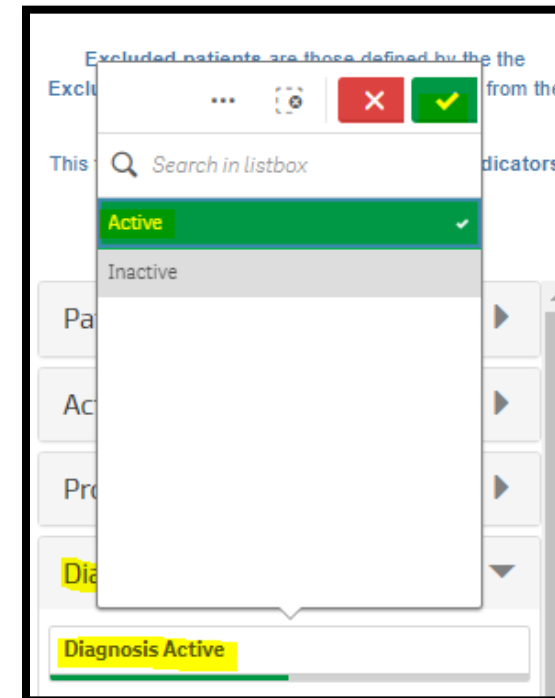 Excluded patients are those defined by the the
Exclu from the
...
This dicators
Search in listbox
Active
Inactive
Pa
Ac
Pro
Dia
Diagnosis Active